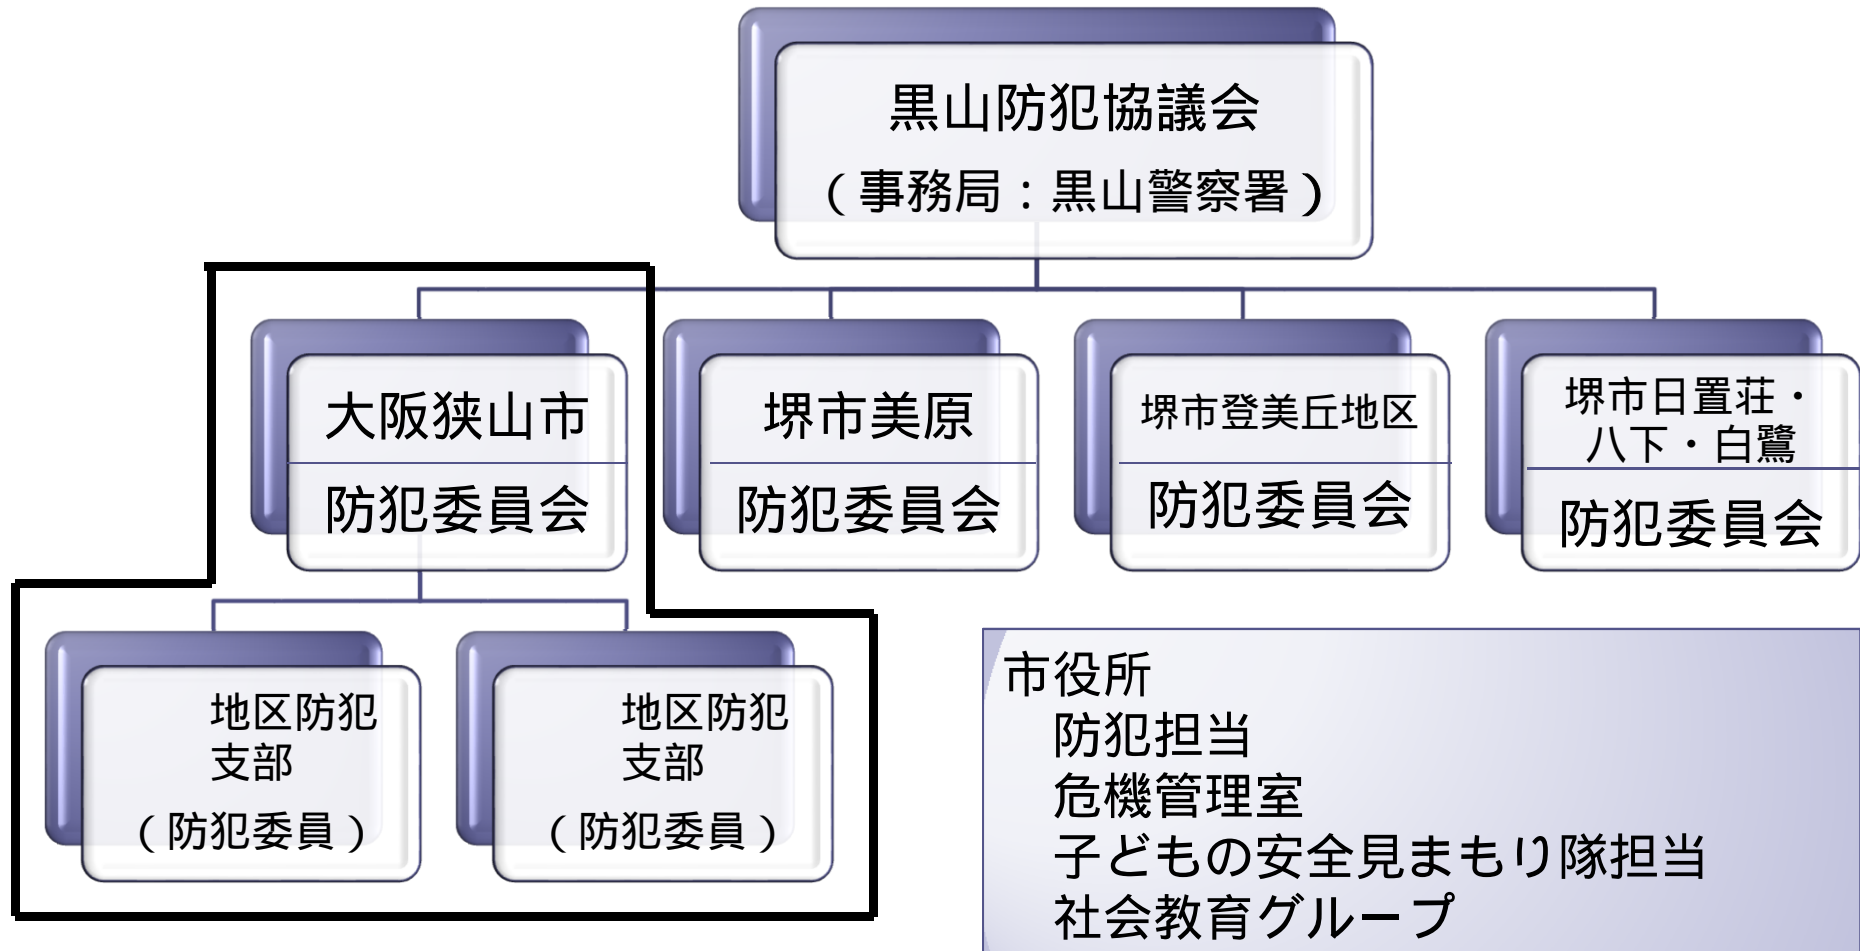 黒山防犯協議会
（事務局：黒山警察署）
大阪狭山市
防犯委員会
堺市美原
防犯委員会
堺市登美丘地区
防犯委員会
堺市日置荘・
八下・白鷺
防犯委員会
地区防犯
支部
（防犯委員）
地区防犯
支部
（防犯委員）
市役所
防犯担当
危機管理室
子どもの安全見まもり隊担当
社会教育グループ